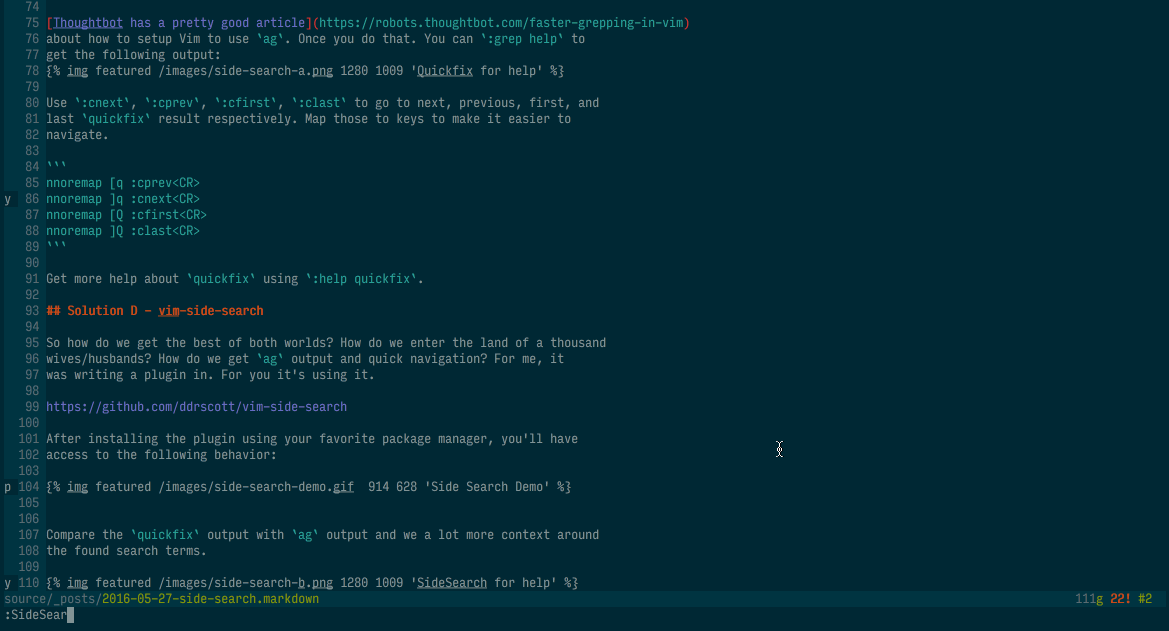 74
75 [Thoughtbot has a pretty good article](https://robots.thoughtbot.com/faster-grepping-in-vim)
76 about how to setup Vim to use `ag`. Once you do that. You can `:grep help` to
77 get the following output:
78 {% img featured /images/side-search-a.png 1280 1009 'Quickfix for help' %}
79
80 Use `:cnext`, `:cprev`, `:cfirst`, `:clast` to go to next, previous, first, and
81 last `quickfix` result respectively. Map those to keys to make it easier to
82 navigate.
83
84 ```
85 nnoremap [q :cprev<CR>
y 86 nnoremap ]q :cnext<CR>
87 nnoremap [Q :cfirst<CR>
88 nnoremap ]Q :clast<CR>
89 ```
90
91 Get more help about `quickfix` using `:help quickfix`.
92
93 ## Solution D - vim-side-search
94
95 So how do we get the best of both worlds? How do we enter the land of a thousand
96 wives/husbands? How do we get `ag` output and quick navigation? For me, it
97 was writing a plugin in. For you it's using it.
98
99 https://github.com/ddrscott/vim-side-search
100
101 After installing the plugin using your favorite package manager, you'll have
102 access to the following behavior:
103
p 104 {% img featured /images/side-search-demo.gif  914 628 'Side Search Demo' %}
105
106
107 Compare the `quickfix` output with `ag` output and we a lot more context around
108 the found search terms.
109
y 110 {% img featured /images/side-search-b.png 1280 1009 'SideSearch for help' %}
source/_posts/2016-05-27-side-search.markdown 111g 22! #2
:SideSear